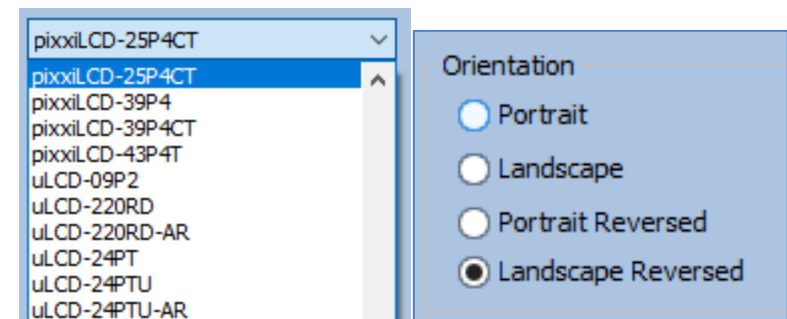 pixxiLCD-25P4CT
pixxiLCD-25P4CT
pixxiLCD-39P4
pixxiLCD-39P4CT
pixxiLCD-43P4T
uLCD-09P2
uLCD-220RD
uLCD-220RD-AR
uLCD-24PT
uLCD-24PTU
uLCD-24PTU-AR
Orientation
Portrait
Landscape
Portrait Reversed
Landscape Reversed